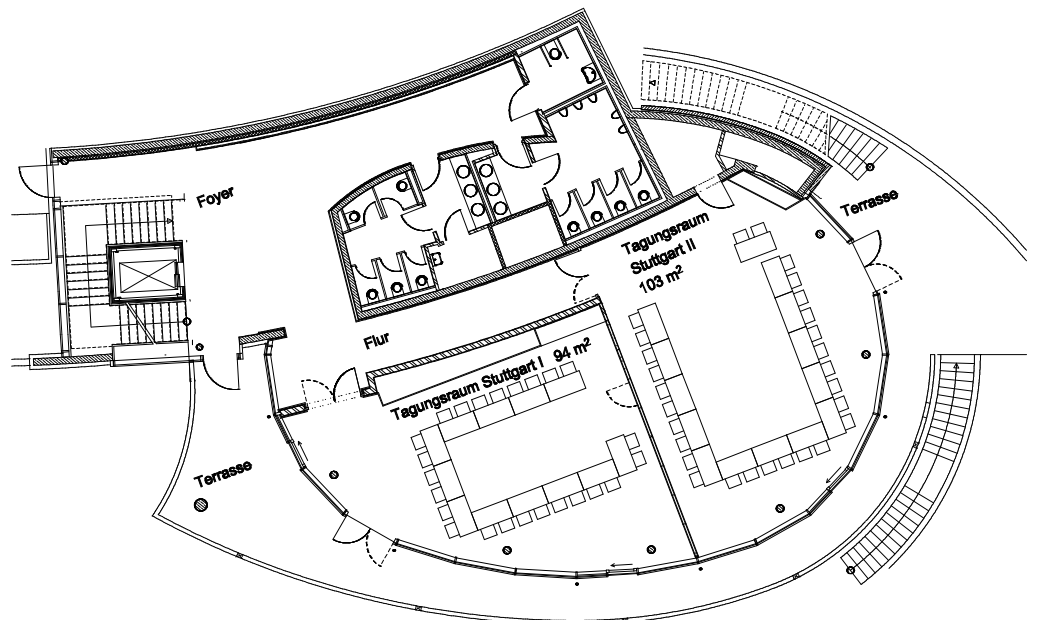 Foyer
Terrasse
Tagungsraum
Stuttgart II
103 m²
Flur
Tagungsraum Stuttgart I 94 m²
Terrasse